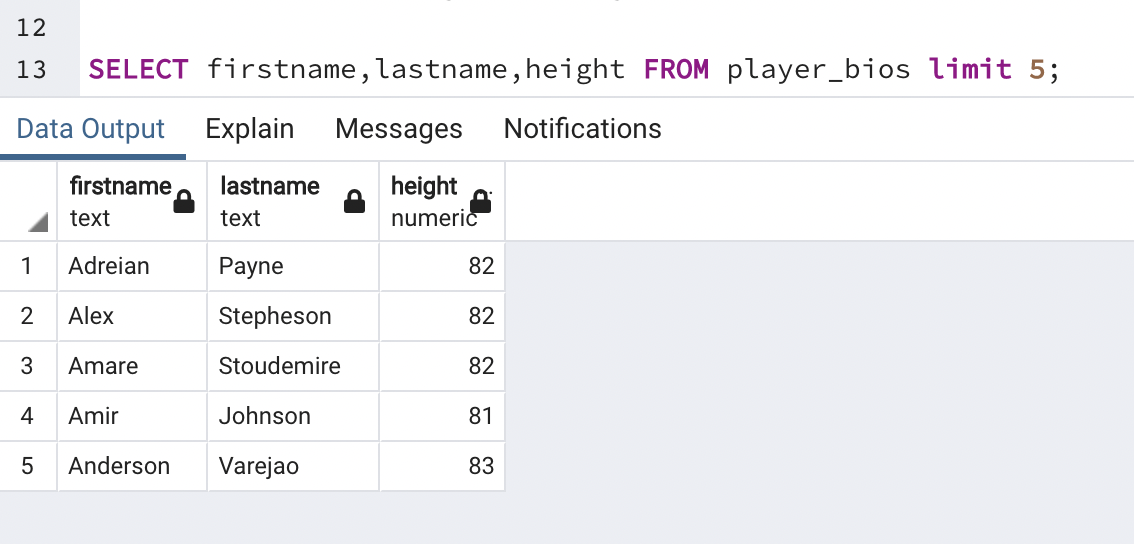 12
13 SELECT firstname,lastname,height FROM player_bios limit 5;
Data Output Explain Messages Notifications
firstname lastname height
text text numeric
1 Adreian Payne 82
2 Alex Stepheson 82
3 Amare Stoudemire 82
4 Amir Johnson 81
5 Anderson Varejao 83